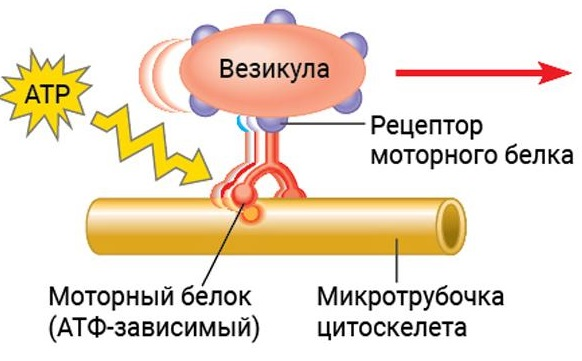 Везикула
ATP
Рецептор
моторного белка
Моторный белок
(АТФ-зависимый)
Микротрубочка
цитоскелета